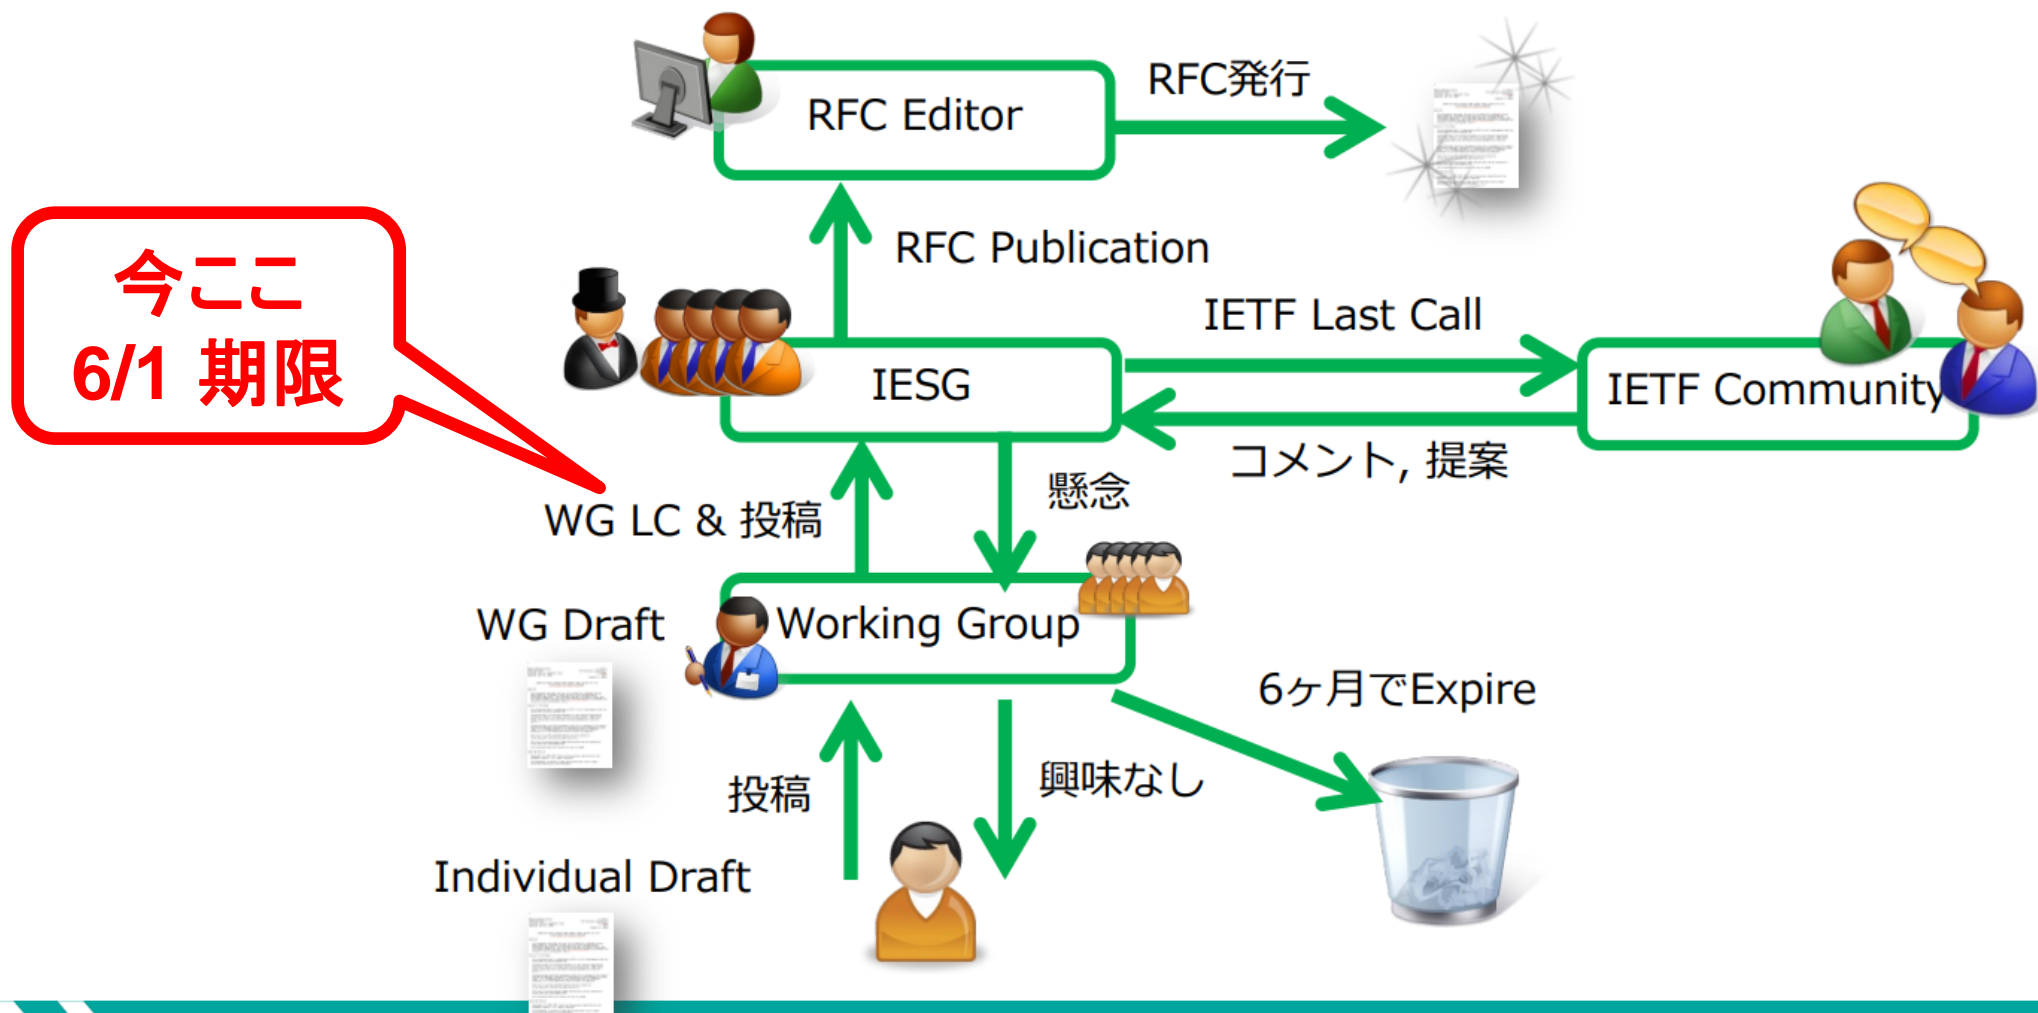 RFC Editor
RFC発行
今ここ
6/1 期限
RFC Publication
IETF Last Call
IESG
IETF Community
コメント, 提案
懸念
WG LC & 投稿
WG Draft
Working Group
6ヶ月でExpire
投稿
興味なし
Individual Draft